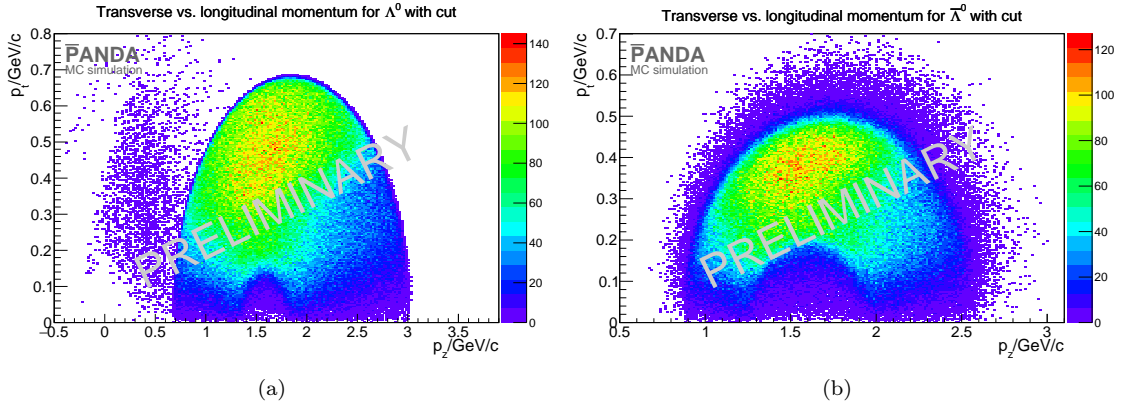 Transverse vs. longitudinal momentum for Λ⁰ with cut
p_t/GeV/c
0.8
0.7
0.6
0.5
0.4
0.3
0.2
0.1
0
P̅ANDA
MC simulation
PRELIMINARY
−0.5 0 0.5 1 1.5 2 2.5 3 3.5
p_z/GeV/c
140
120
100
80
60
40
20
0
(a)
Transverse vs. longitudinal momentum for Λ̅⁰ with cut
p_t/GeV/c
0.7
0.6
0.5
0.4
0.3
0.2
0.1
0
P̅ANDA
MC simulation
PRELIMINARY
0.5 1 1.5 2 2.5 3
p_z/GeV/c
120
100
80
60
40
20
0
(b)